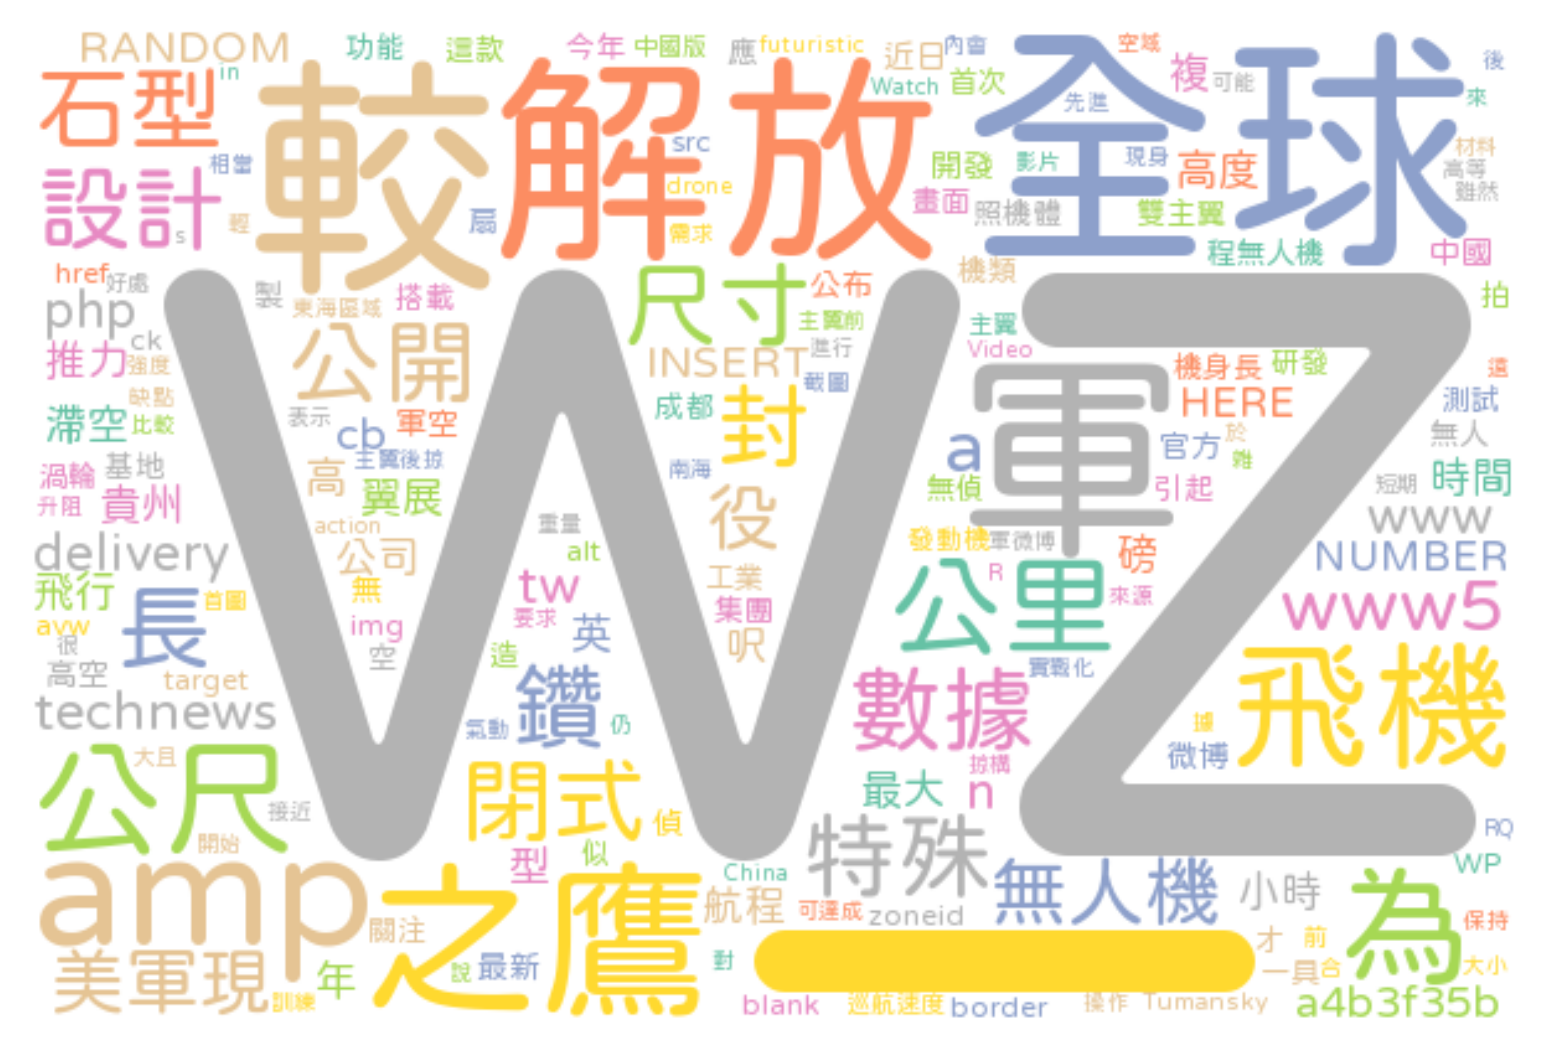 RANDOM 功能 這款 今年 中國版 應 futuristic 近日 內會 空域 後
石型 in 較 解放 Watch 首次 全球 先進 複 可能 來
設計 相當 輕 s 扇 src drone 需求 開發 影片 現身 高度 材料 高等 雖然
畫面 照機體 雙主翼 程無人機 中國
href 好處 製 東海區域 搭載 尺寸 公布 機類 拍
php ck WZ 公開 主翼前 主翼
推力 強度 INSERT 進行 Video 機身長 研發 這
缺點 截圖 軍 HERE 測試
滯空 比較 表示 cb 軍空 成都 封 a 官方 於 無人
渦輪 基地 高 主翼後掠 南海 雜 時間
升阻 貴州 翼展 役 無偵 引起 短期 www
delivery action 重量 發動機 軍微博 磅 NUMBER
公司 alt 工業 公里 R
飛行 長 首圖 無 tw 集團 來源 www5
avw 很 img 要求 英 呎
高空 target 空 造 數據 實戰化 飛機
technews 鑽 氣動 仍 據 微博
公尺 大且 閉式 最大 掠構 n
接近 偵 特殊 RQ
開始 型 似 China 無人機 小時 WP
amp 之鷹 航程 可達成 zoneid 為 保持
美軍現 關注 年 說 最新 對 一 才 前 一具 合 大小
訓練 blank 巡航速度 border 操作 Tumansky a4b3f35b